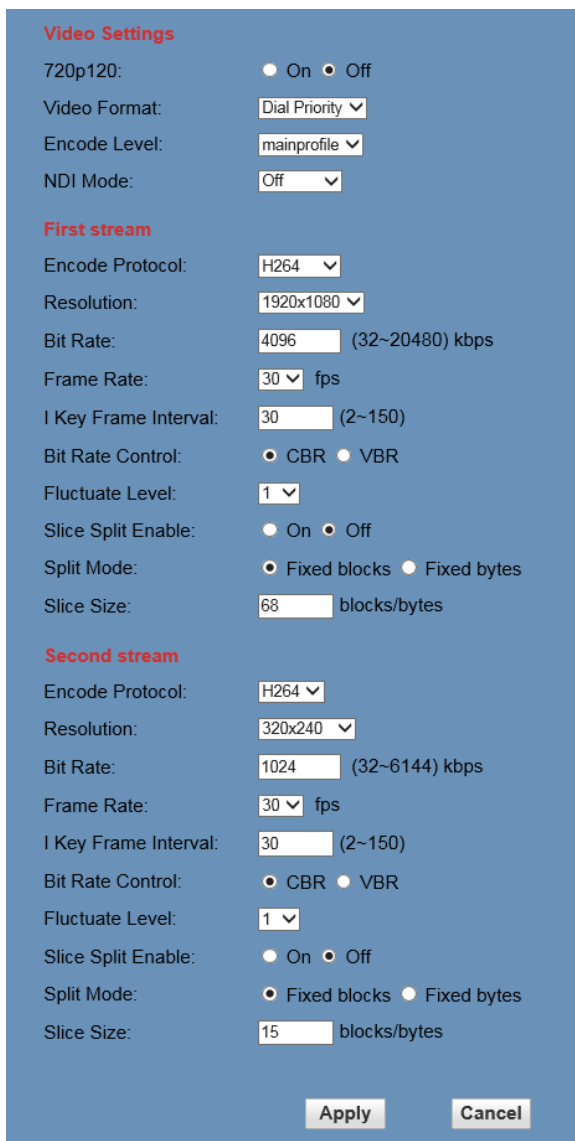 Video Settings
720p120: On Off
Video Format: Dial Priority
Encode Level: mainprofile
NDI Mode: Off
First stream
Encode Protocol: H264
Resolution: 1920x1080
Bit Rate: 4096 (32~20480) kbps
Frame Rate: 30 fps
I Key Frame Interval: 30 (2~150)
Bit Rate Control: CBR VBR
Fluctuate Level: 1
Slice Split Enable: On Off
Split Mode: Fixed blocks Fixed bytes
Slice Size: 68 blocks/bytes
Second stream
Encode Protocol: H264
Resolution: 320x240
Bit Rate: 1024 (32~6144) kbps
Frame Rate: 30 fps
I Key Frame Interval: 30 (2~150)
Bit Rate Control: CBR VBR
Fluctuate Level: 1
Slice Split Enable: On Off
Split Mode: Fixed blocks Fixed bytes
Slice Size: 15 blocks/bytes
Apply Cancel